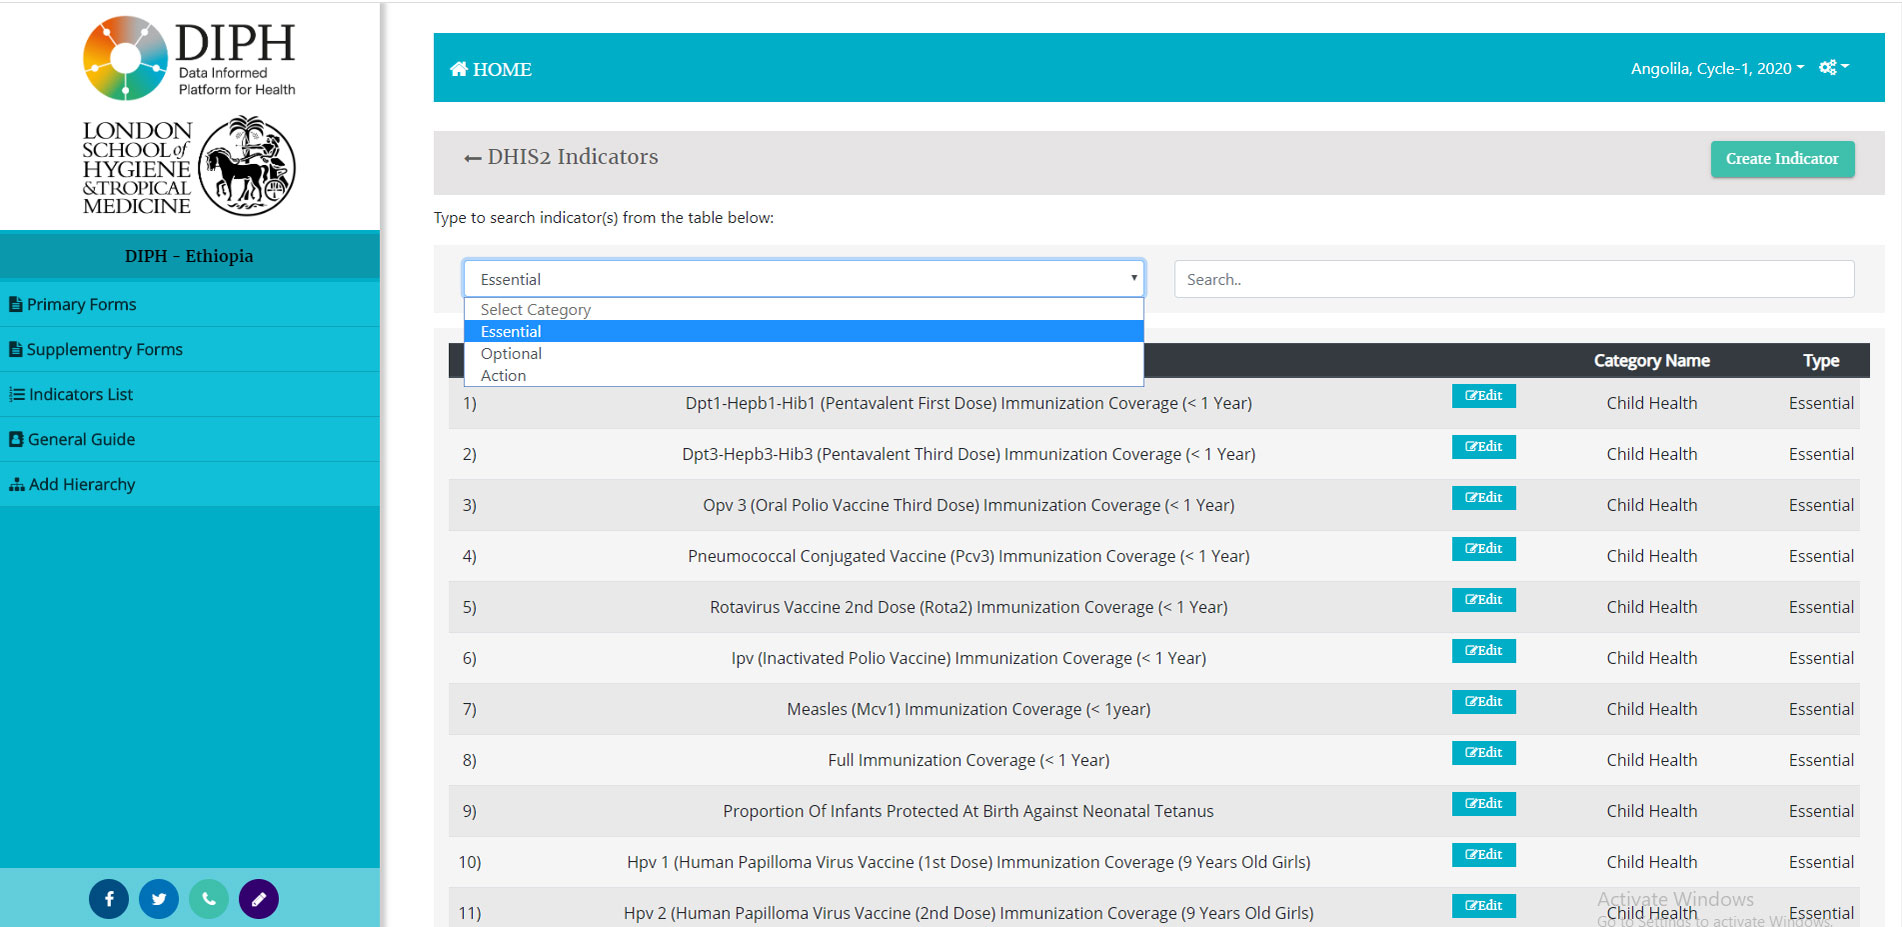 DIPH
Data Informed
Platform for Health
LONDON
SCHOOL of
HYGIENE
&TROPICAL
MEDICINE
DIPH - Ethiopia
Primary Forms
Supplementry Forms
Indicators List
General Guide
Add Hierarchy
HOME
Angolila, Cycle-1, 2020
DHIS2 Indicators
Create Indicator
Type to search indicator(s) from the table below:
Essential
Search..
Select Category
Essential
Optional
Action
Category Name Type
1) Dpt1-Hepb1-Hib1 (Pentavalent First Dose) Immunization Coverage (< 1 Year) Edit Child Health Essential
2) Dpt3-Hepb3-Hib3 (Pentavalent Third Dose) Immunization Coverage (< 1 Year) Edit Child Health Essential
3) Opv 3 (Oral Polio Vaccine Third Dose) Immunization Coverage (< 1 Year) Edit Child Health Essential
4) Pneumococcal Conjugated Vaccine (Pcv3) Immunization Coverage (< 1 Year) Edit Child Health Essential
5) Rotavirus Vaccine 2nd Dose (Rota2) Immunization Coverage (< 1 Year) Edit Child Health Essential
6) Ipv (Inactivated Polio Vaccine) Immunization Coverage (< 1 Year) Edit Child Health Essential
7) Measles (Mcv1) Immunization Coverage (< 1year) Edit Child Health Essential
8) Full Immunization Coverage (< 1 Year) Edit Child Health Essential
9) Proportion Of Infants Protected At Birth Against Neonatal Tetanus Edit Child Health Essential
10) Hpv 1 (Human Papilloma Virus Vaccine (1st Dose) Immunization Coverage (9 Years Old Girls) Edit Child Health Essential
11) Hpv 2 (Human Papilloma Virus Vaccine (2nd Dose) Immunization Coverage (9 Years Old Girls) Edit Child Health Essential
Activate Windows
Go to Settings to activate Windows.